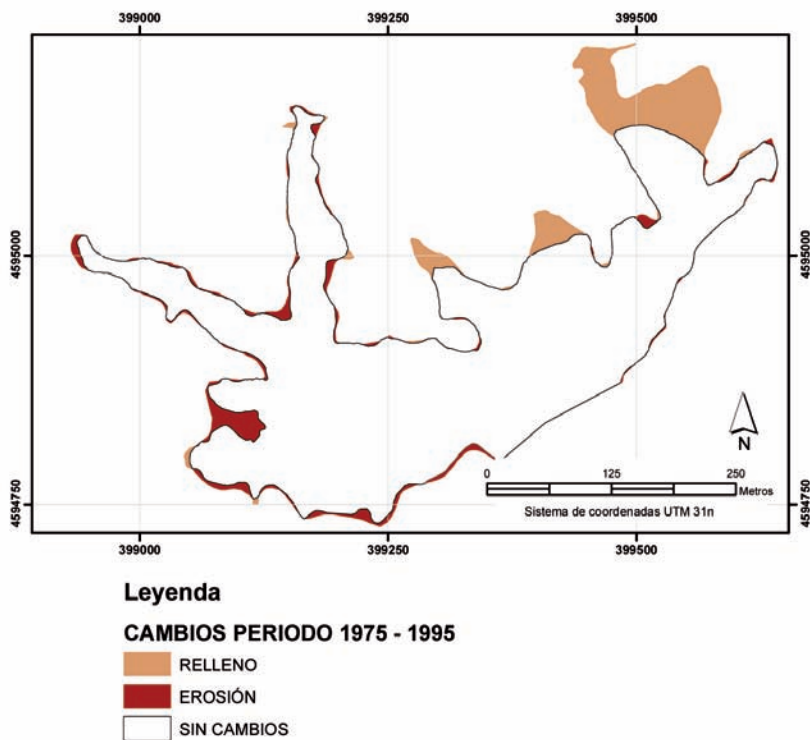 399000 399250 399500
4595000 4595000
4594750 4594750
N
0 125 250
Metros
Sistema de coordenadas UTM 31n
399000 399250 399500
Leyenda
CAMBIOS PERIODO 1975 - 1995
RELLENO
EROSIÓN
SIN CAMBIOS